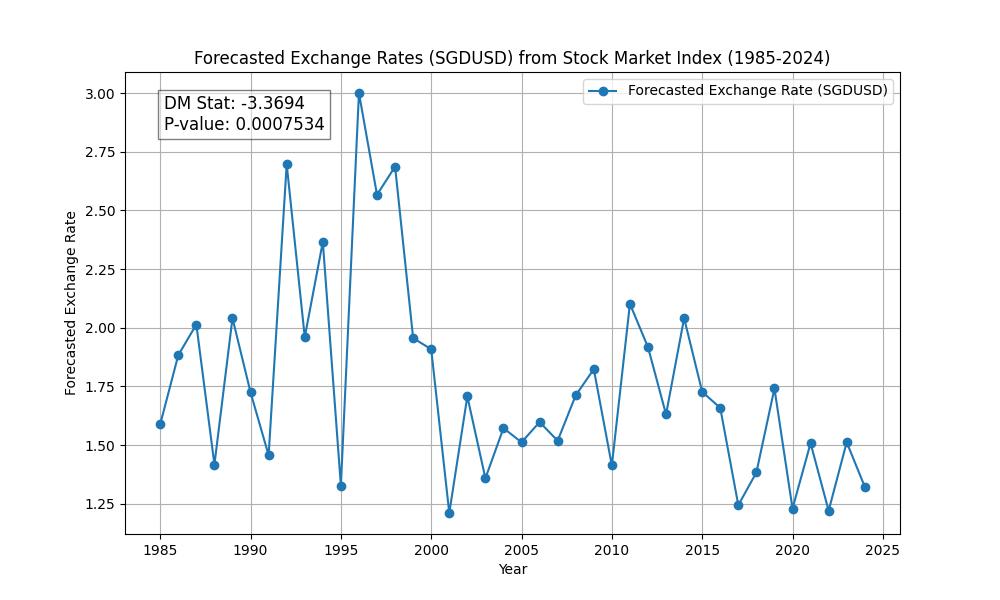 Forecasted Exchange Rates (SGDUSD) from Stock Market Index (1985-2024)
DM Stat: -3.3694
P-value: 0.0007534
Forecasted Exchange Rate (SGDUSD)
Forecasted Exchange Rate
3.00
2.75
2.50
2.25
2.00
1.75
1.50
1.25
1985 1990 1995 2000 2005 2010 2015 2020 2025
Year